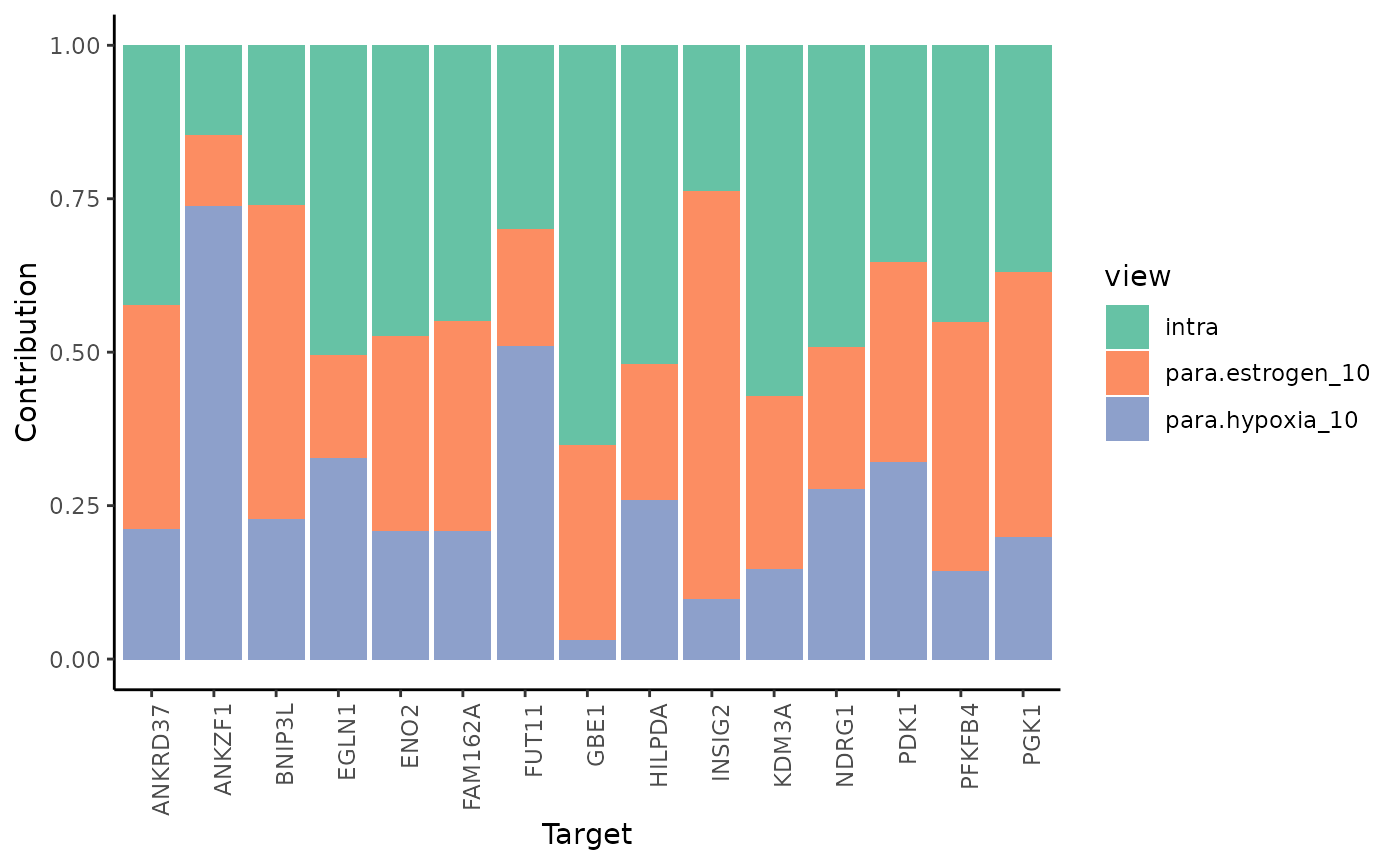 Contribution
1.00
0.75
0.50
0.25
0.00
ANKRD37
ANKZF1
BNIP3L
EGLN1
ENO2
FAM162A
FUT11
GBE1
HILPDA
INSIG2
KDM3A
NDRG1
PDK1
PFKFB4
PGK1
Target
view
intra
para.estrogen_10
para.hypoxia_10